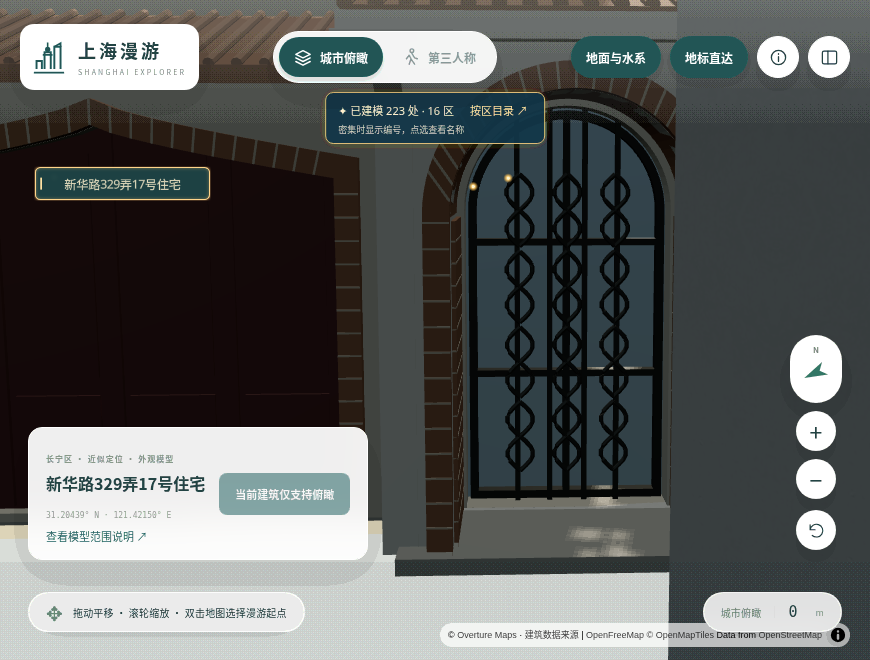 上海漫游
SHANGHAI EXPLORER
城市俯瞰
第三人称
地面与水系
地标直达
✦ 已建模 223 处 · 16 区 按区目录 ↗
密集时显示编号，点选查看名称
新华路329弄17号住宅
N
长宁区 · 近似定位 · 外观模型
新华路329弄17号住宅
当前建筑仅支持俯瞰
31.20439° N · 121.42150° E
查看模型范围说明 ↗
拖动平移 · 滚轮缩放 · 双击地图选择漫游起点
城市俯瞰 0 m
© Overture Maps · 建筑数据来源 | OpenFreeMap © OpenMapTiles Data from OpenStreetMap